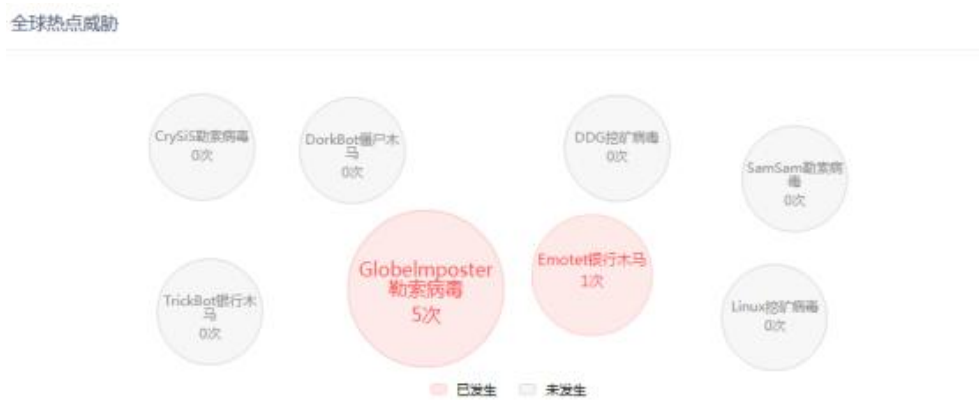 全球热点威胁
CrySiS勒索病毒
0次
DorkBot僵尸木
马
0次
DDG挖矿病毒
0次
SamSam勒索病
毒
0次
TrickBot银行木
马
0次
GlobeImposter
勒索病毒
5次
Emotet银行木马
1次
Linux挖矿病毒
0次
已发生 未发生